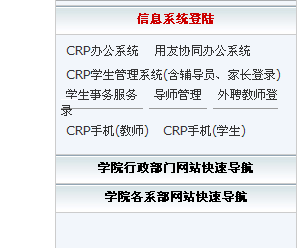 信息系统登陆
CRP办公系统 用友协同办公系统
CRP学生管理系统(含辅导员、家长登录)
学生事务服务 导师管理 外聘教师登
录
CRP手机(教师) CRP手机(学生)
学院行政部门网站快速导航
学院各系部网站快速导航